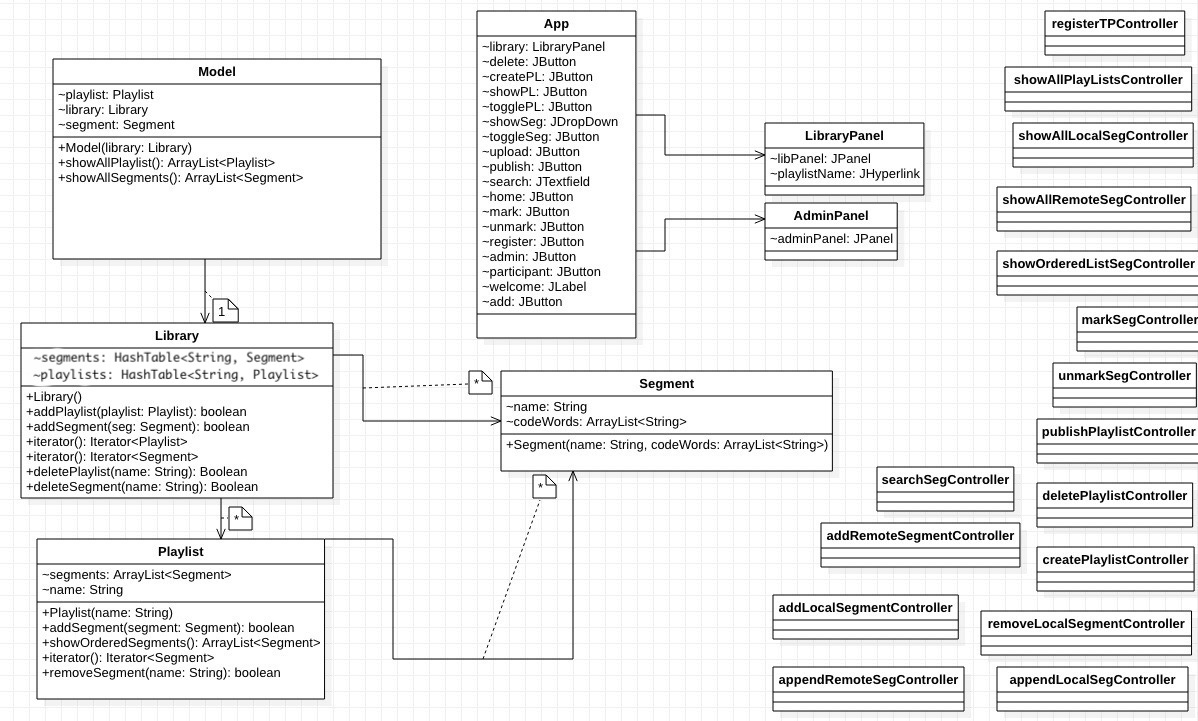 Model
~playlist: Playlist
~library: Library
~segment: Segment
+Model(library: Library)
+showAllPlaylist(): ArrayList<Playlist>
+showAllSegments(): ArrayList<Segment>
1
Library
~segments: HashTable<String, Segment>
~playlists: HashTable<String, Playlist>
+Library()
+addPlaylist(playlist: Playlist): boolean
+addSegment(seg: Segment): boolean
+iterator(): Iterator<Playlist>
+iterator(): Iterator<Segment>
+deletePlaylist(name: String): Boolean
+deleteSegment(name: String): Boolean
*
Playlist
~segments: ArrayList<Segment>
~name: String
+Playlist(name: String)
+addSegment(segment: Segment): boolean
+showOrderedSegments(): ArrayList<Segment>
+iterator(): Iterator<Segment>
+removeSegment(name: String): boolean
App
~library: LibraryPanel
~delete: JButton
~createPL: JButton
~showPL: JButton
~togglePL: JButton
~showSeg: JDropDown
~toggleSeg: JButton
~upload: JButton
~publish: JButton
~search: JTextfield
~home: JButton
~mark: JButton
~unmark: JButton
~register: JButton
~admin: JButton
~participant: JButton
~welcome: JLabel
~add: JButton
*
Segment
~name: String
~codeWords: ArrayList<String>
+Segment(name: String, codeWords: ArrayList<String>)
*
LibraryPanel
~libPanel: JPanel
~playlistName: JHyperlink
AdminPanel
~adminPanel: JPanel
registerTPController
showAllPlayListsController
showAllLocalSegController
showAllRemoteSegController
showOrderedListSegController
markSegController
unmarkSegController
publishPlaylistController
searchSegController
deletePlaylistController
addRemoteSegmentController
createPlaylistController
addLocalSegmentController
removeLocalSegmentController
appendRemoteSegController
appendLocalSegController